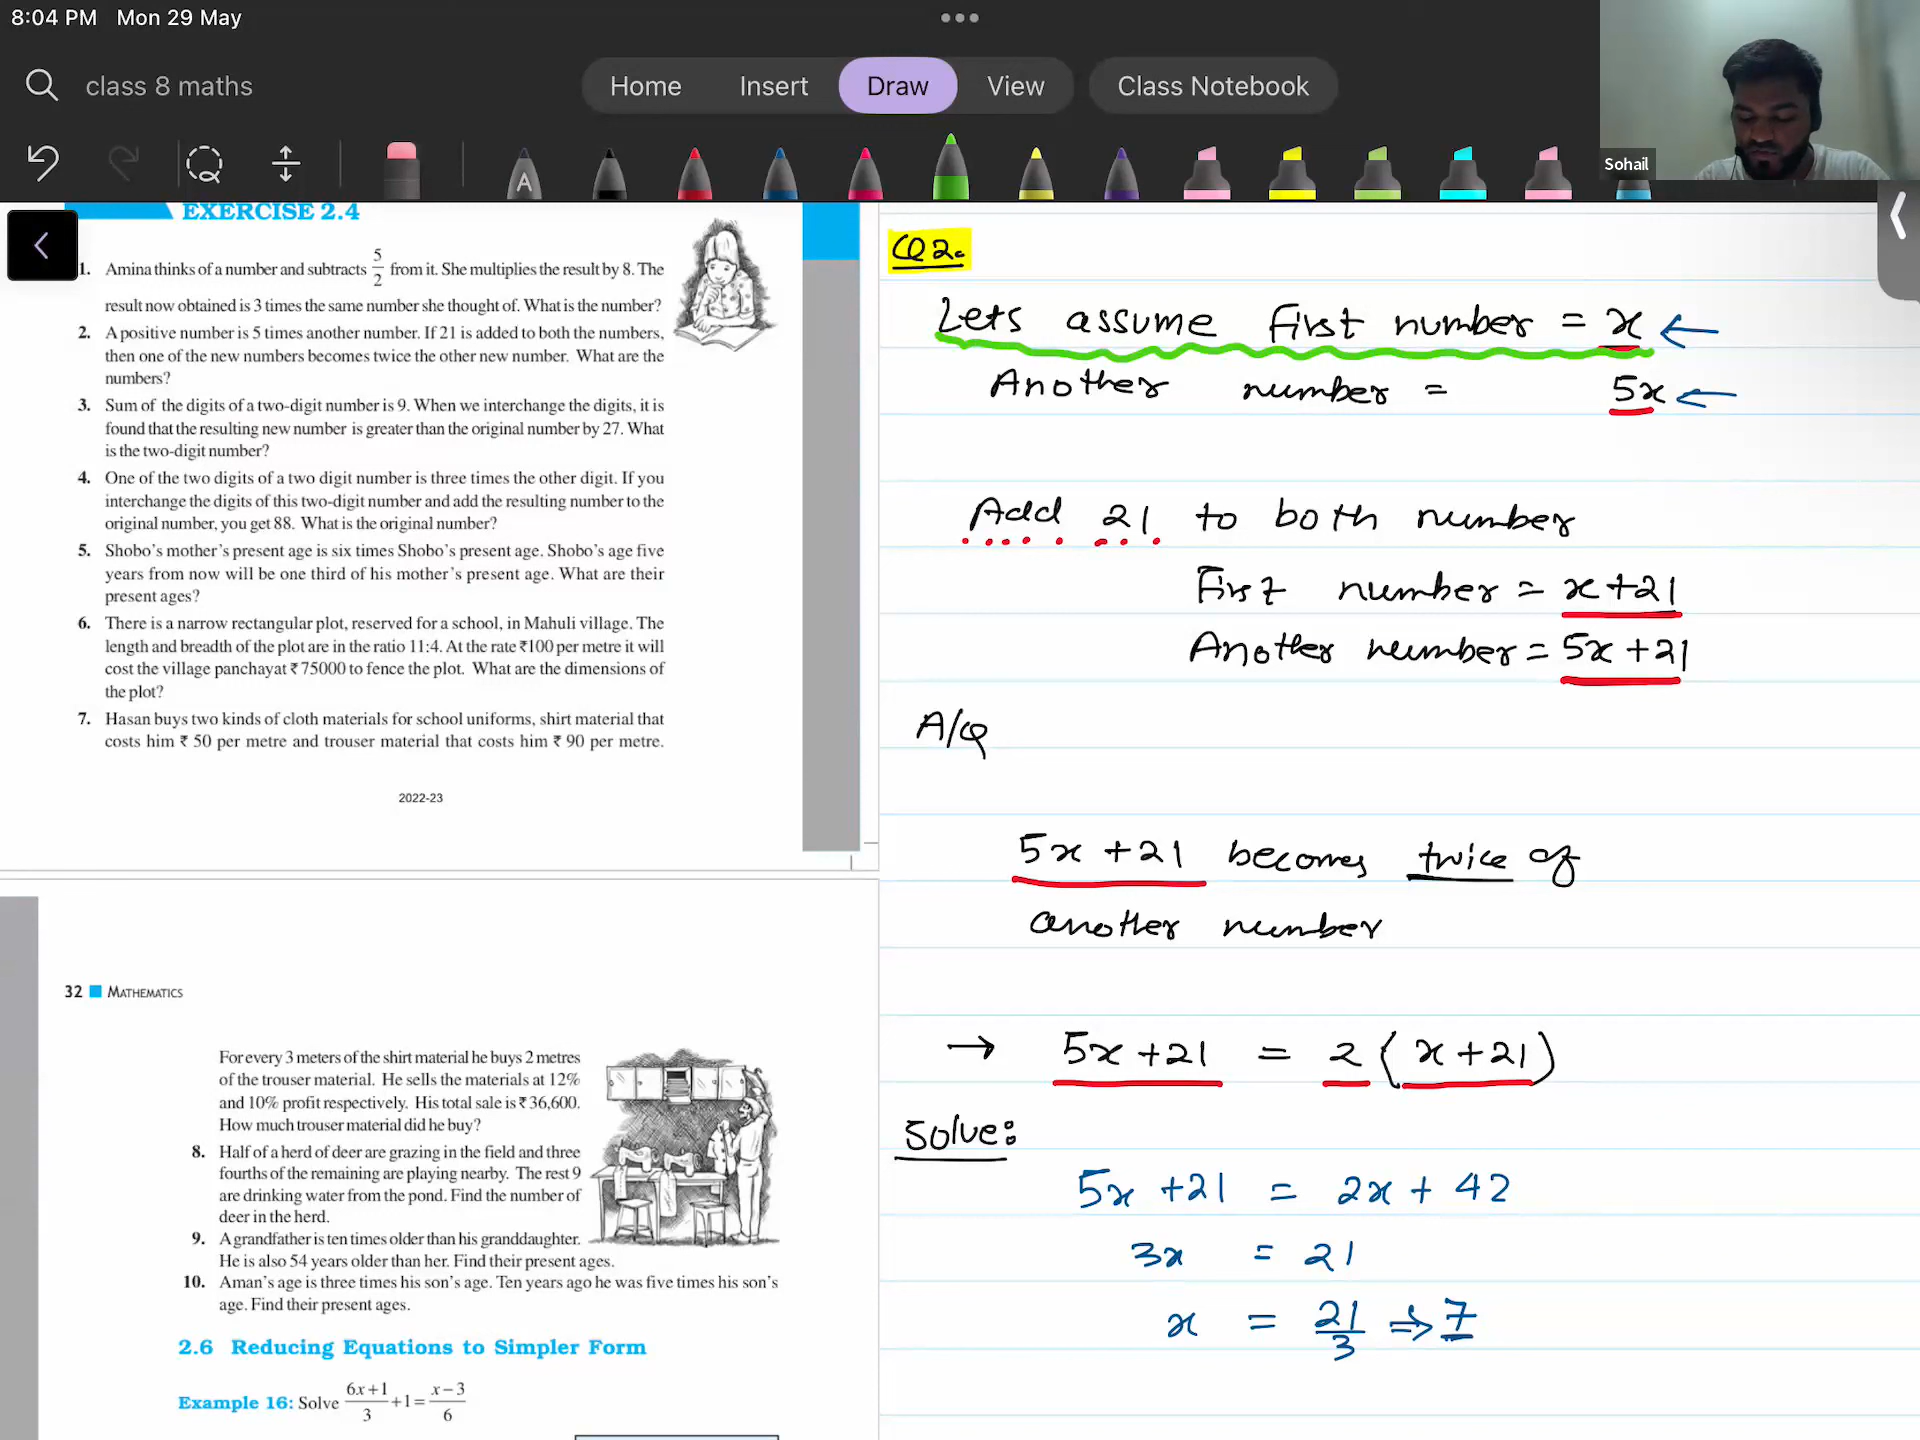 8:04 PM Mon 29 May
class 8 maths
Home Insert Draw View Class Notebook
A
Sohail
EXERCISE 2.4
1. Amina thinks of a number and subtracts 5/2 from it. She multiplies the result by 8. The
result now obtained is 3 times the same number she thought of. What is the number?
2. A positive number is 5 times another number. If 21 is added to both the numbers,
then one of the new numbers becomes twice the other new number. What are the
numbers?
3. Sum of the digits of a two-digit number is 9. When we interchange the digits, it is
found that the resulting new number is greater than the original number by 27. What
is the two-digit number?
4. One of the two digits of a two digit number is three times the other digit. If you
interchange the digits of this two-digit number and add the resulting number to the
original number, you get 88. What is the original number?
5. Shobo's mother's present age is six times Shobo's present age. Shobo's age five
years from now will be one third of his mother's present age. What are their
present ages?
6. There is a narrow rectangular plot, reserved for a school, in Mahuli village. The
length and breadth of the plot are in the ratio 11:4. At the rate ₹100 per metre it will
cost the village panchayat ₹ 75000 to fence the plot. What are the dimensions of
the plot?
7. Hasan buys two kinds of cloth materials for school uniforms, shirt material that
costs him ₹ 50 per metre and trouser material that costs him ₹ 90 per metre.
2022-23
32 MATHEMATICS
For every 3 meters of the shirt material he buys 2 metres
of the trouser material. He sells the materials at 12%
and 10% profit respectively. His total sale is ₹ 36,600.
How much trouser material did he buy?
8. Half of a herd of deer are grazing in the field and three
fourths of the remaining are playing nearby. The rest 9
are drinking water from the pond. Find the number of
deer in the herd.
9. A grandfather is ten times older than his granddaughter.
He is also 54 years older than her. Find their present ages.
10. Aman's age is three times his son's age. Ten years ago he was five times his son's
age. Find their present ages.
2.6 Reducing Equations to Simpler Form
Example 16: Solve (6x+1)/3 + 1 = (x−3)/6
Q2.
Lets assume First number = x ←
Another number = 5x ←
Add 21 to both number
First number = x+21
Another number = 5x+21
A/Q
5x+21 becomes twice of
another number
→ 5x+21 = 2(x+21)
Solve:
5x+21 = 2x+42
3x = 21
x = 21/3 ⇒ 7